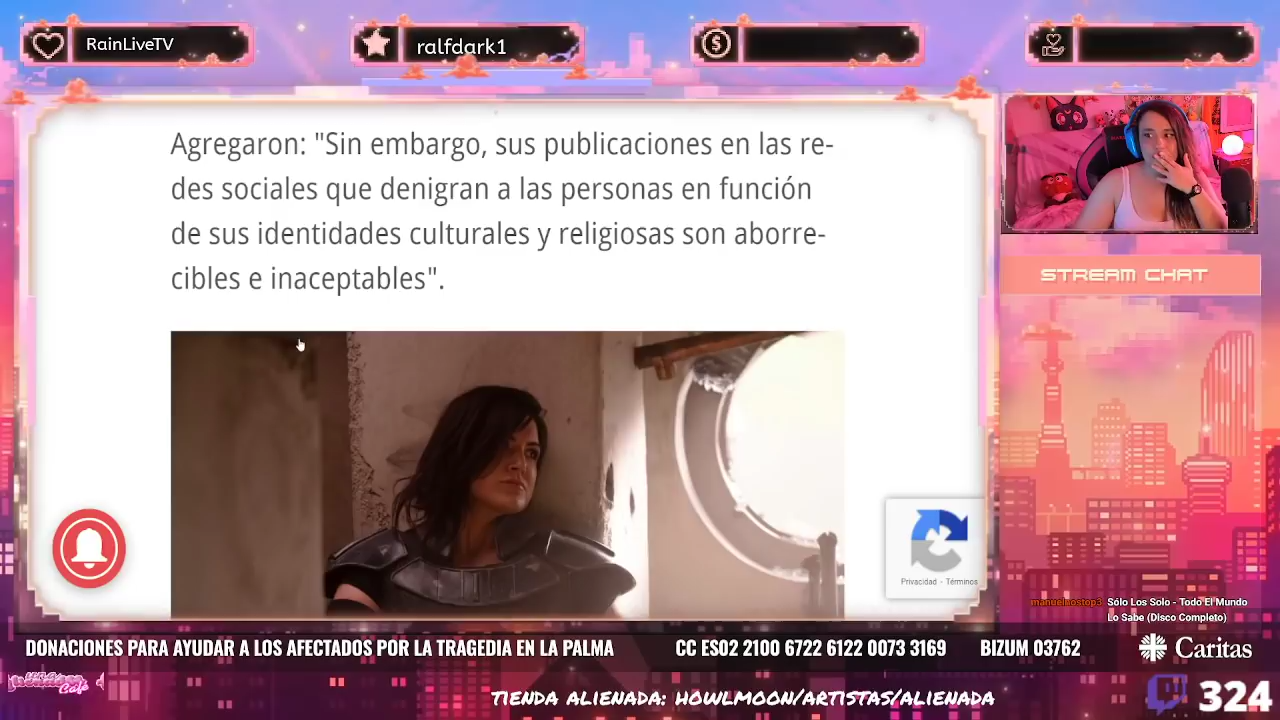 RainLiveTV
ralfdark1
Agregaron: "Sin embargo, sus publicaciones en las re-
des sociales que denigran a las personas en función
de sus identidades culturales y religiosas son aborre-
cibles e inaceptables".
STREAM CHAT
Privacidad - Términos
manuelaostop3 Sólo Los Solo - Todo El Mundo
Lo Sabe (Disco Completo)
DONACIONES PARA AYUDAR A LOS AFECTADOS POR LA TRAGEDIA EN LA PALMA CC ES02 2100 6722 6122 0073 3169 BIZUM 03762 Caritas
Café
TIENDA ALIENADA: HOWLMOON/ARTISTAS/ALIENADA
324